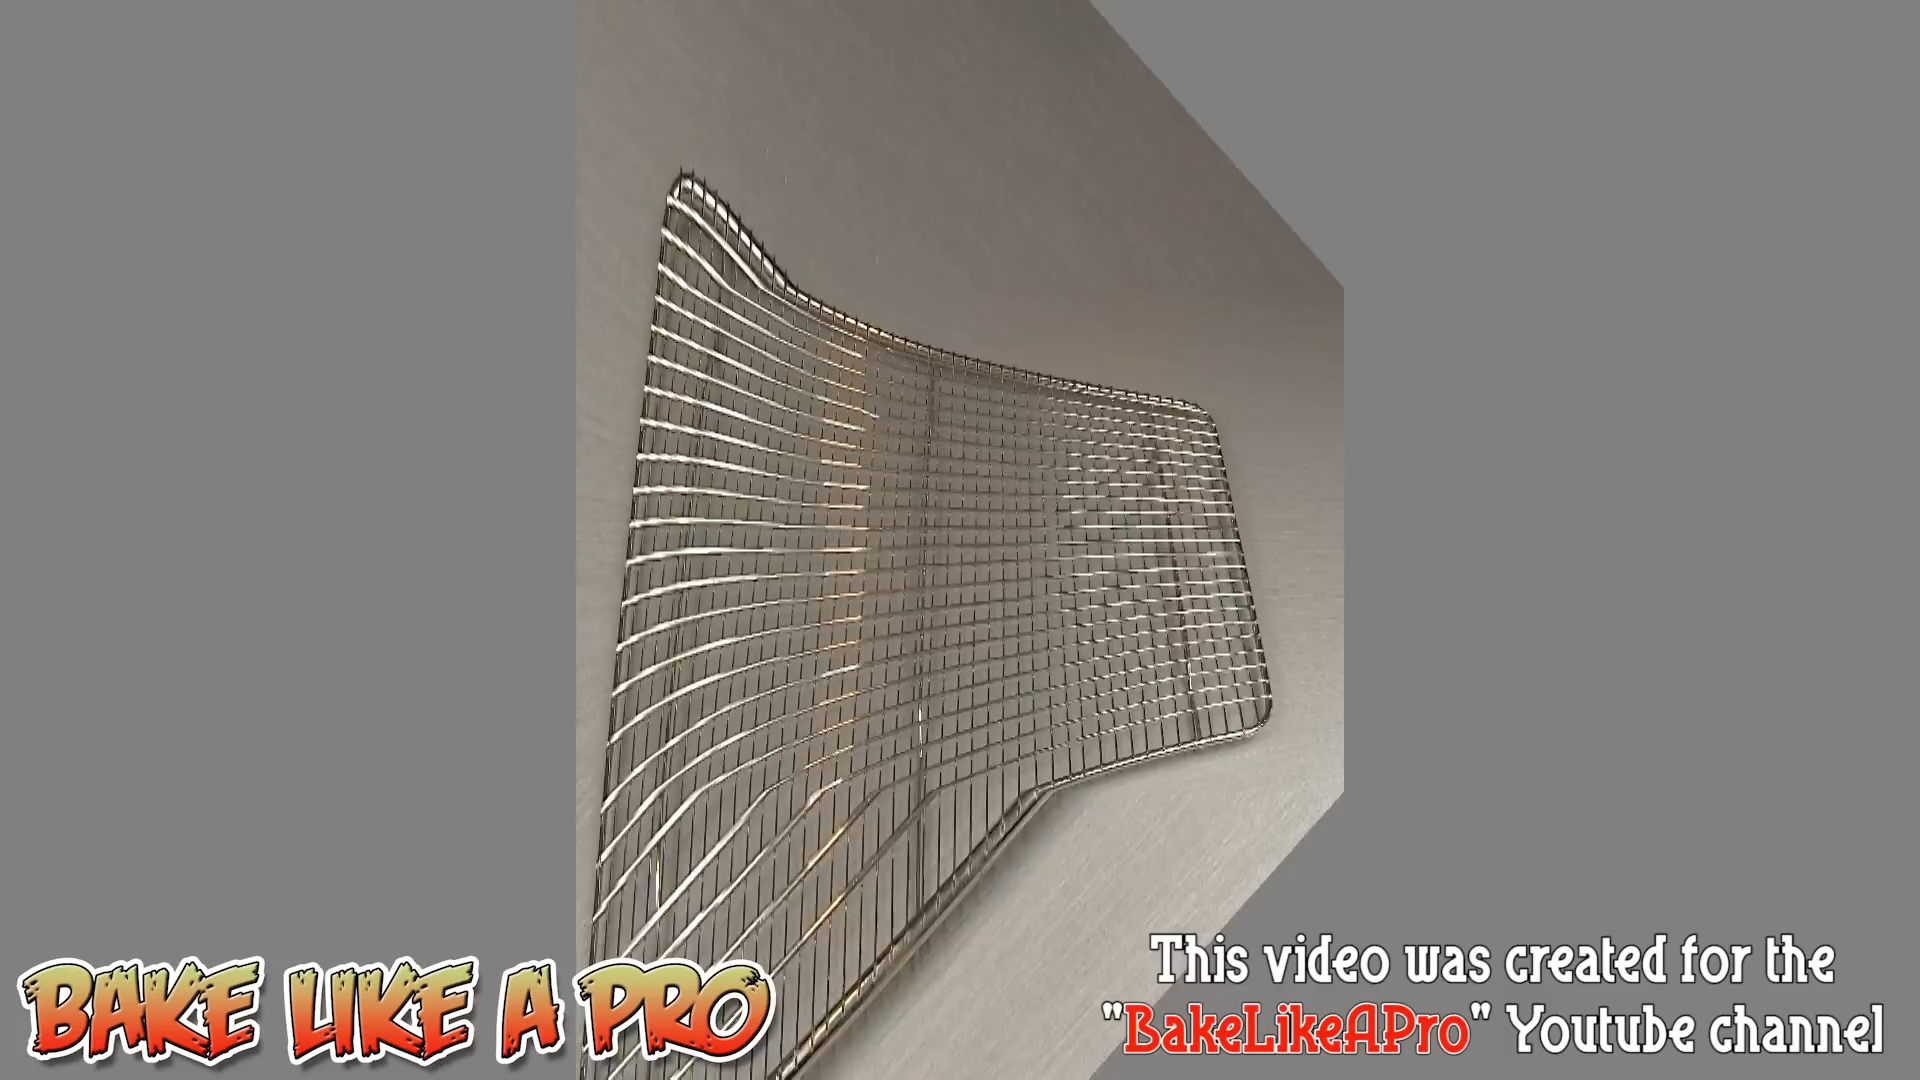 BAKE LIKE A PRO
This video was created for the
"BakeLikeAPro" Youtube channel